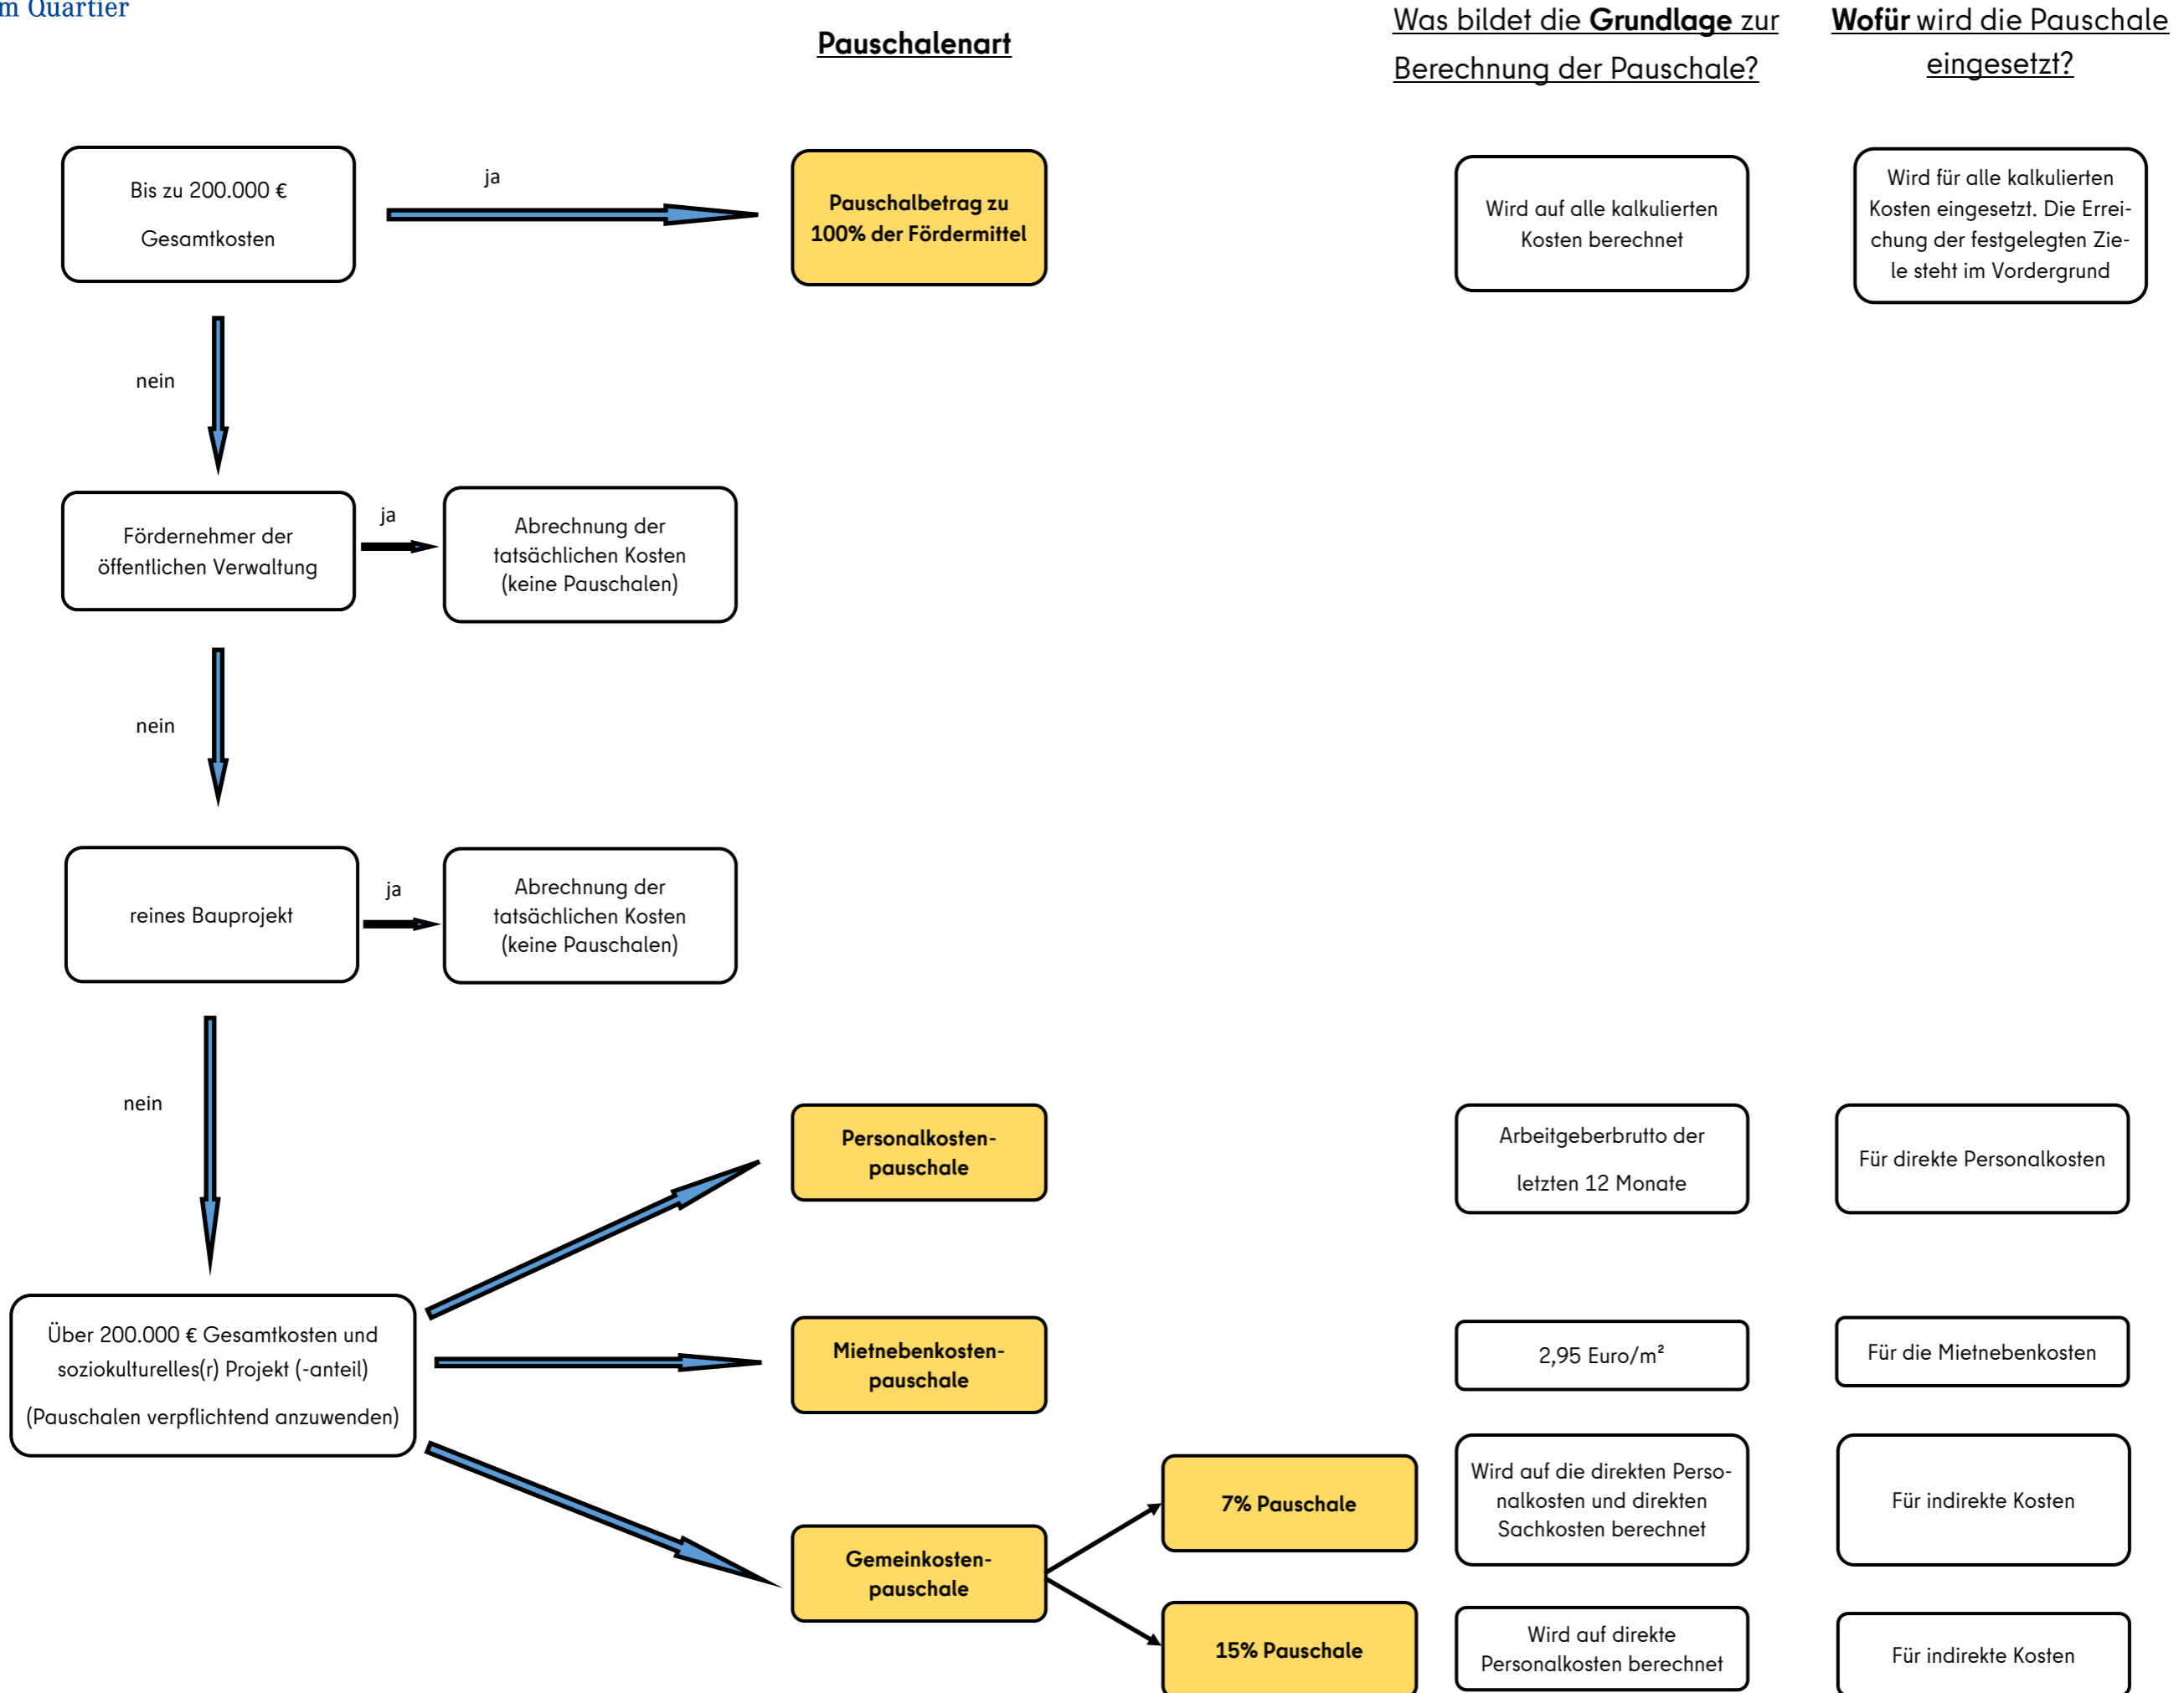 m Quartier
Pauschalenart
Was bildet die Grundlage zur
Berechnung der Pauschale?
Wofür wird die Pauschale
eingesetzt?
Bis zu 200.000 €
Gesamtkosten
ja
Pauschalbetrag zu
100% der Fördermittel
Wird auf alle kalkulierten
Kosten berechnet
Wird für alle kalkulierten
Kosten eingesetzt. Die Errei-
chung der festgelegten Zie-
le steht im Vordergrund
nein
Fördernehmer der
öffentlichen Verwaltung
ja
Abrechnung der
tatsächlichen Kosten
(keine Pauschalen)
nein
reines Bauprojekt
ja
Abrechnung der
tatsächlichen Kosten
(keine Pauschalen)
nein
Über 200.000 € Gesamtkosten und
soziokulturelles(r) Projekt (-anteil)
(Pauschalen verpflichtend anzuwenden)
Personalkosten-
pauschale
Arbeitgeberbrutto der
letzten 12 Monate
Für direkte Personalkosten
Mietnebenkosten-
pauschale
2,95 Euro/m²
Für die Mietnebenkosten
Gemeinkosten-
pauschale
7% Pauschale
Wird auf die direkten Perso-
nalkosten und direkten
Sachkosten berechnet
Für indirekte Kosten
15% Pauschale
Wird auf direkte
Personalkosten berechnet
Für indirekte Kosten